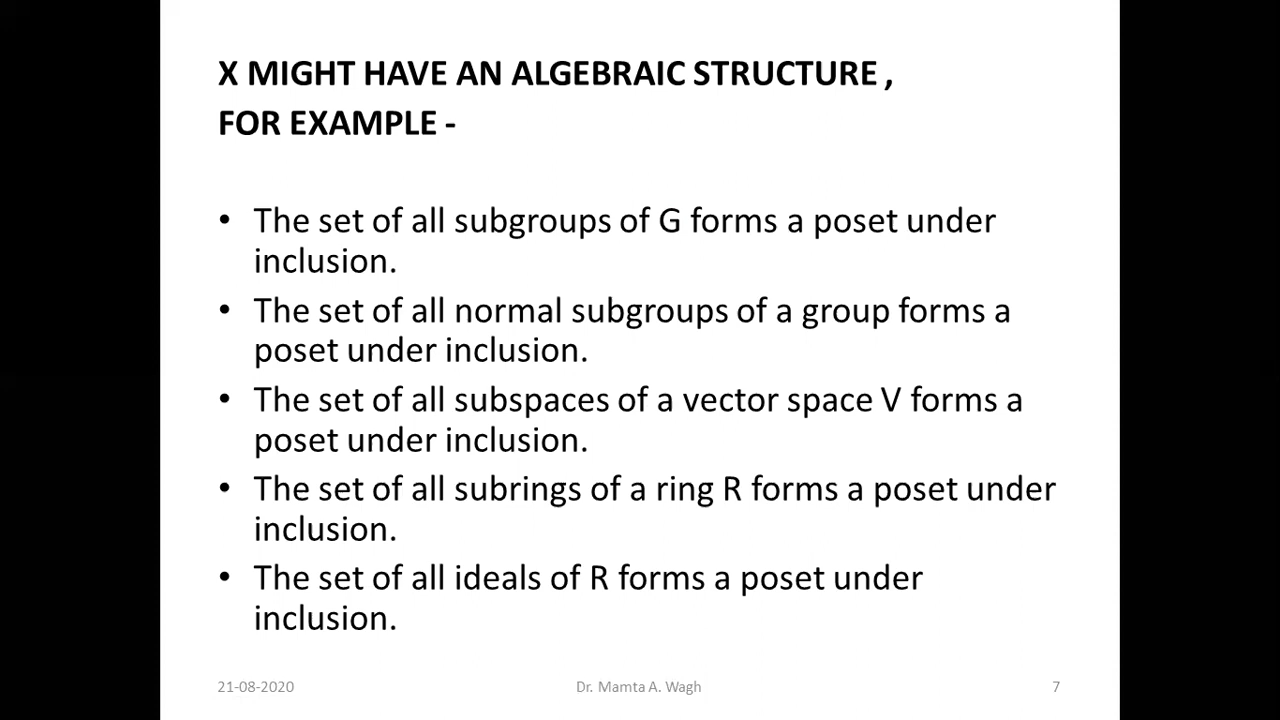 X MIGHT HAVE AN ALGEBRAIC STRUCTURE ,
FOR EXAMPLE -
• The set of all subgroups of G forms a poset under
inclusion.
• The set of all normal subgroups of a group forms a
poset under inclusion.
• The set of all subspaces of a vector space V forms a
poset under inclusion.
• The set of all subrings of a ring R forms a poset under
inclusion.
• The set of all ideals of R forms a poset under
inclusion.
21-08-2020
Dr. Mamta A. Wagh
7